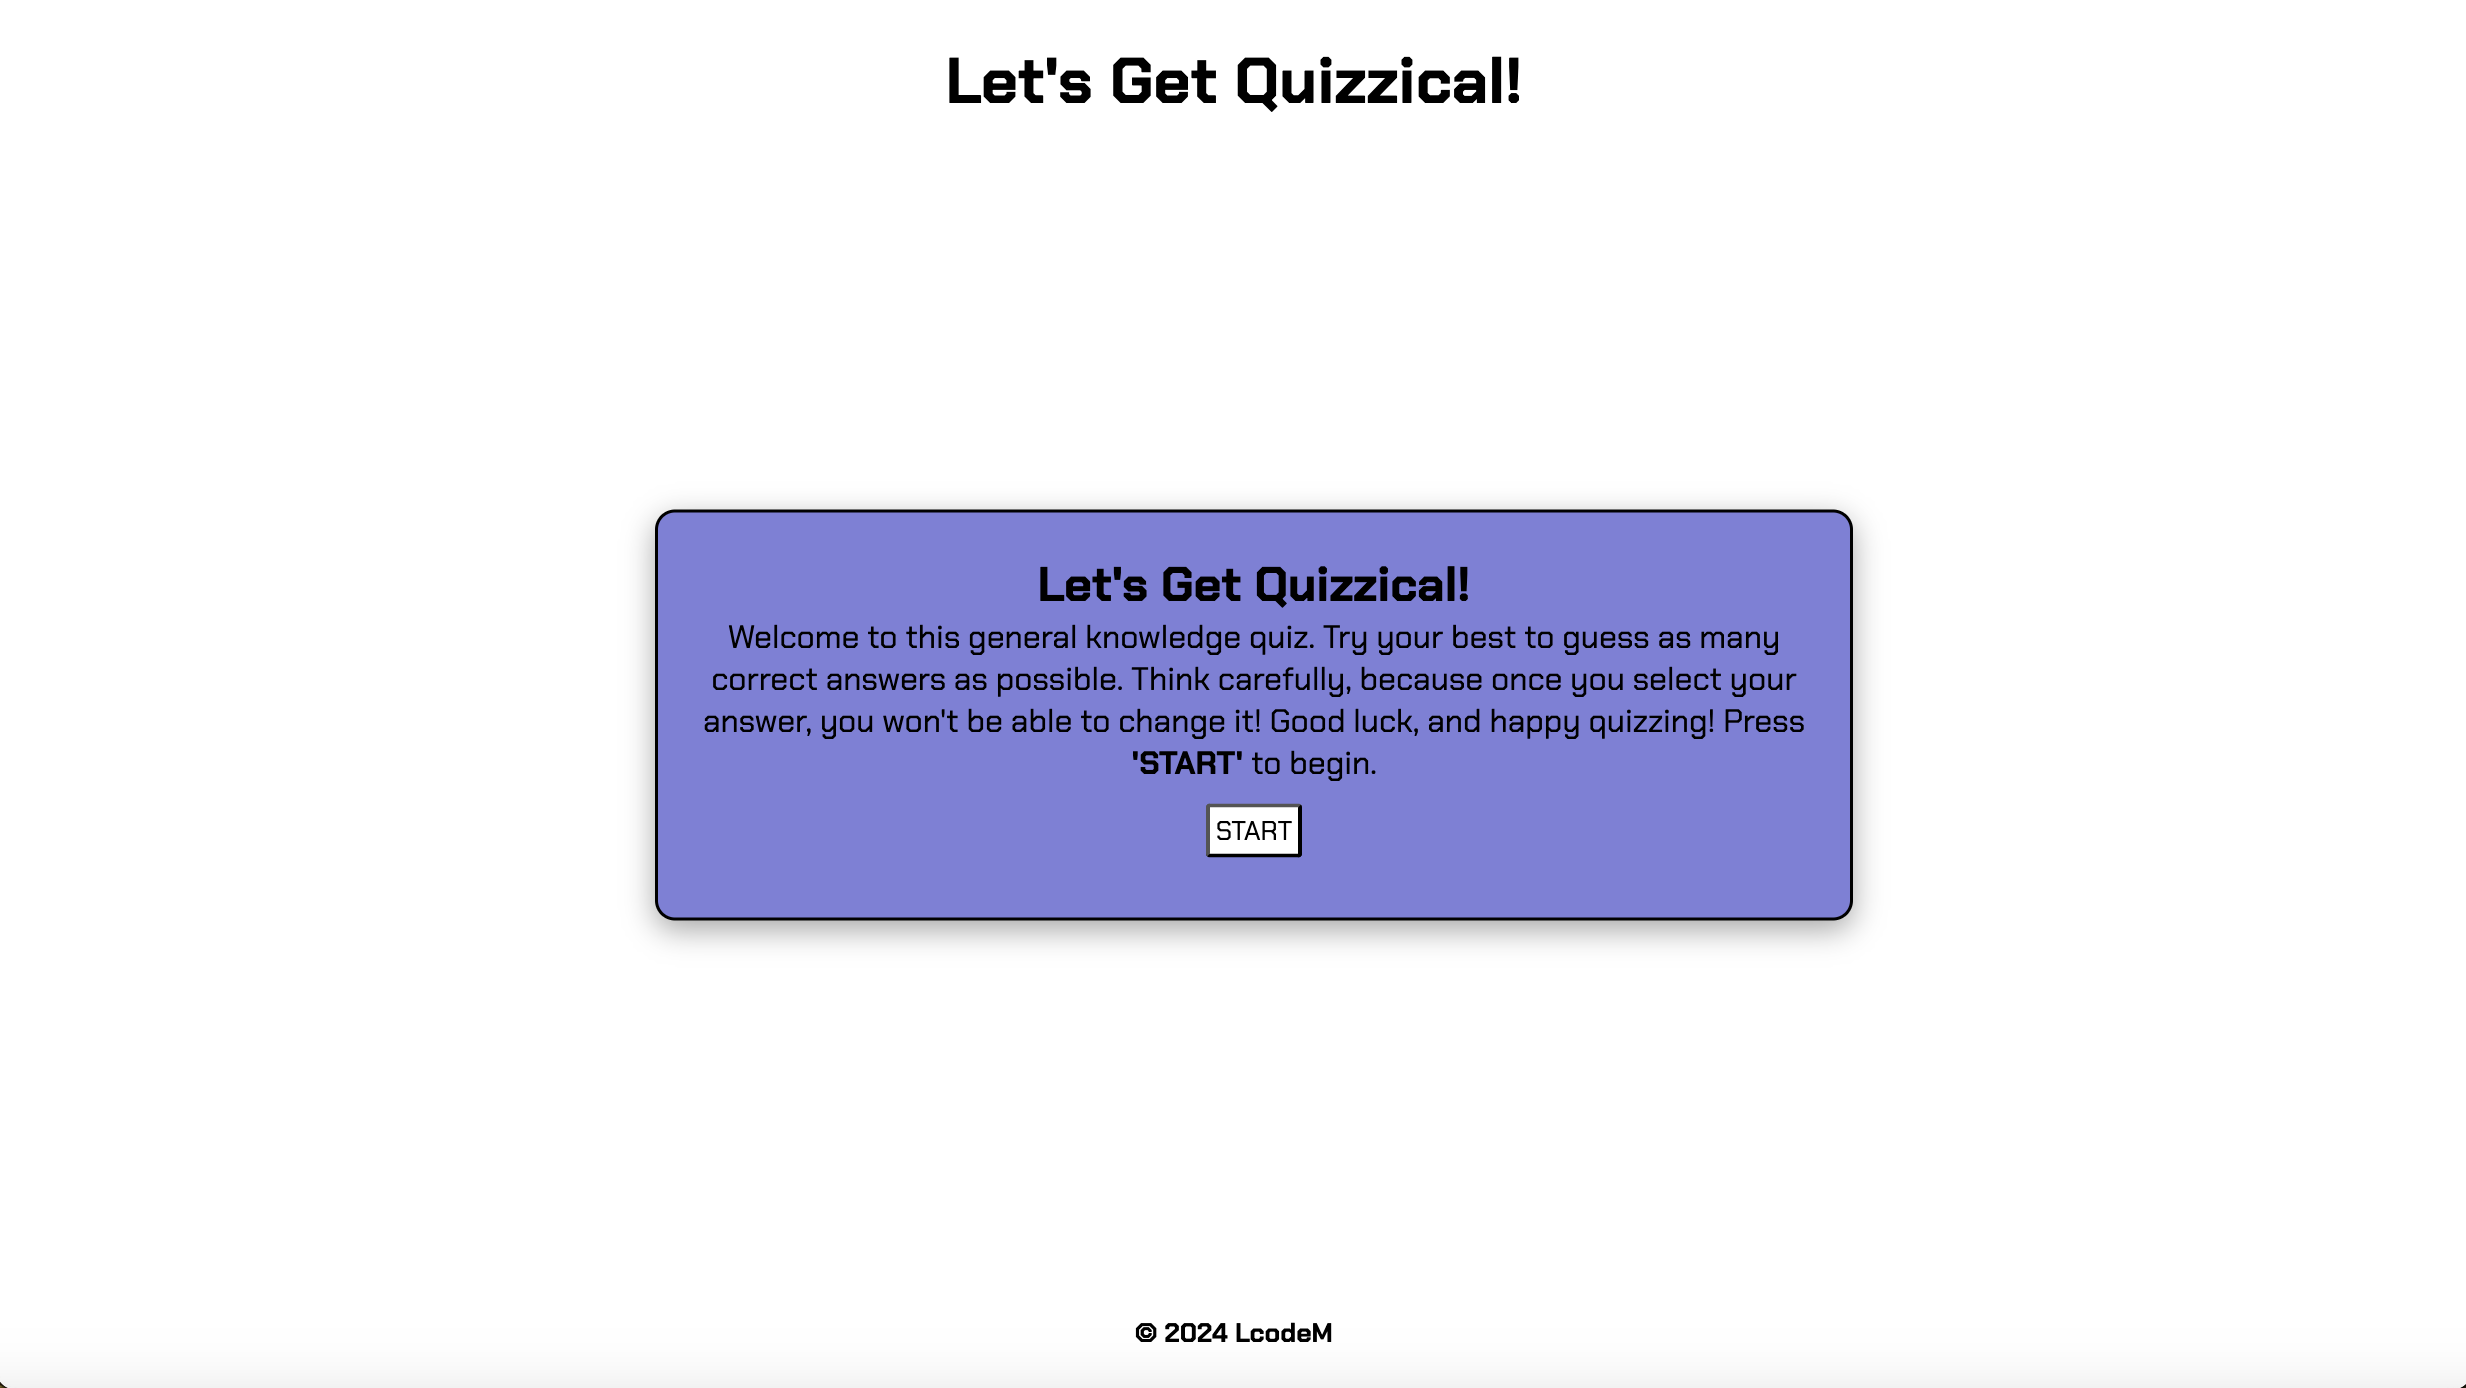 Let's Get Quizzical!
Let's Get Quizzical!
Welcome to this general knowledge quiz. Try your best to guess as many
correct answers as possible. Think carefully, because once you select your
answer, you won't be able to change it! Good luck, and happy quizzing! Press
'START' to begin.
START
© 2024 LcodeM